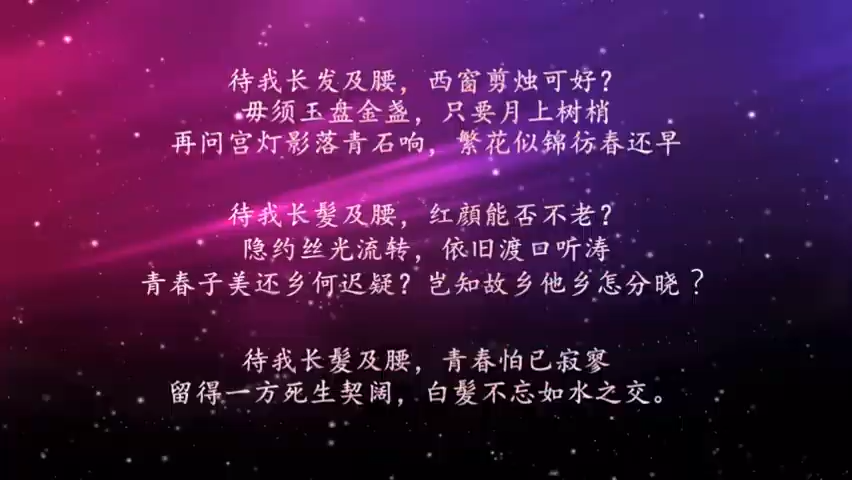 待我长发及腰，西窗剪烛可好？
毋须玉盘金盏，只要月上树梢
再问宫灯影落青石响，繁花似锦彷春还早
待我长髪及腰，红顔能否不老？
隐约丝光流转，依旧渡口听涛
青春子美还乡何迟疑？岂知故乡他乡怎分晓？
待我长髪及腰，青春怕已寂寥
留得一方死生契阔，白髪不忘如水之交。